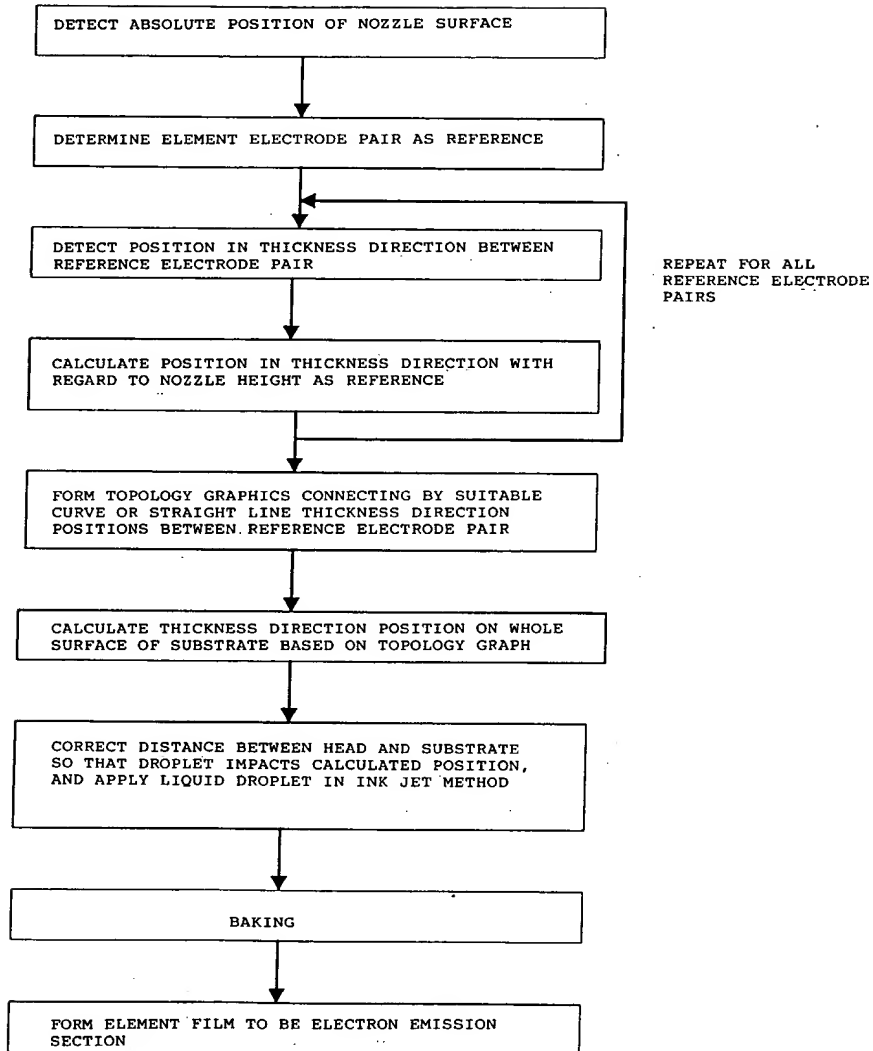 DETECT ABSOLUTE POSITION OF NOZZLE SURFACE
DETERMINE ELEMENT ELECTRODE PAIR AS REFERENCE
DETECT POSITION IN THICKNESS DIRECTION BETWEEN
REFERENCE ELECTRODE PAIR
REPEAT FOR ALL
REFERENCE ELECTRODE
PAIRS
CALCULATE POSITION IN THICKNESS DIRECTION WITH
REGARD TO NOZZLE HEIGHT AS REFERENCE
FORM TOPOLOGY GRAPHICS CONNECTING BY SUITABLE
CURVE OR STRAIGHT LINE THICKNESS DIRECTION
POSITIONS BETWEEN REFERENCE ELECTRODE PAIR
CALCULATE THICKNESS DIRECTION POSITION ON WHOLE
SURFACE OF SUBSTRATE BASED ON TOPOLOGY GRAPH
CORRECT DISTANCE BETWEEN HEAD AND SUBSTRATE
SO THAT DROPLET IMPACTS CALCULATED POSITION,
AND APPLY LIQUID DROPLET IN INK JET METHOD
BAKING
FORM ELEMENT FILM TO BE ELECTRON EMISSION
SECTION